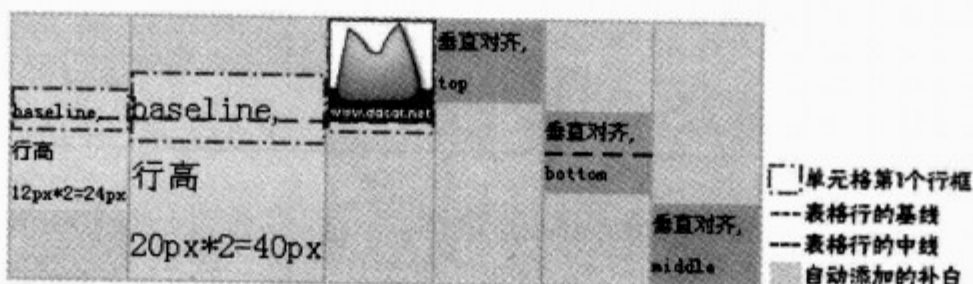 baseline,
行高
12px*2=24px
baseline,
行高
20px*2=40px
www.dacai.net
垂直对齐,
top
垂直对齐,
bottom
垂直对齐,
middle
单元格第1个行框
表格行的基线
表格行的中线
自动添加的补白